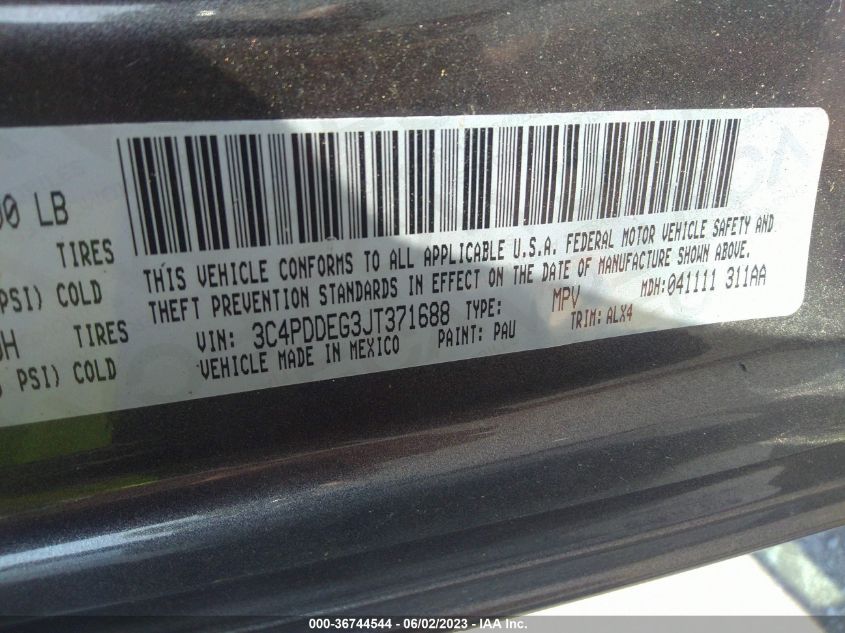 00 LB
TIRES
PSI) COLD
TIRES
PSI) COLD
THIS VEHICLE CONFORMS TO ALL APPLICABLE U.S.A. FEDERAL MOTOR VEHICLE SAFETY AND
THEFT PREVENTION STANDARDS IN EFFECT ON THE DATE OF MANUFACTURE SHOWN ABOVE.
VIN: 3C4PDDEG3JT371688 TYPE: MPV MDH:041111 311AA
VEHICLE MADE IN MEXICO PAINT: PAU TRIM: ALX4
000-36744544 - 06/02/2023 - © IAA Inc.